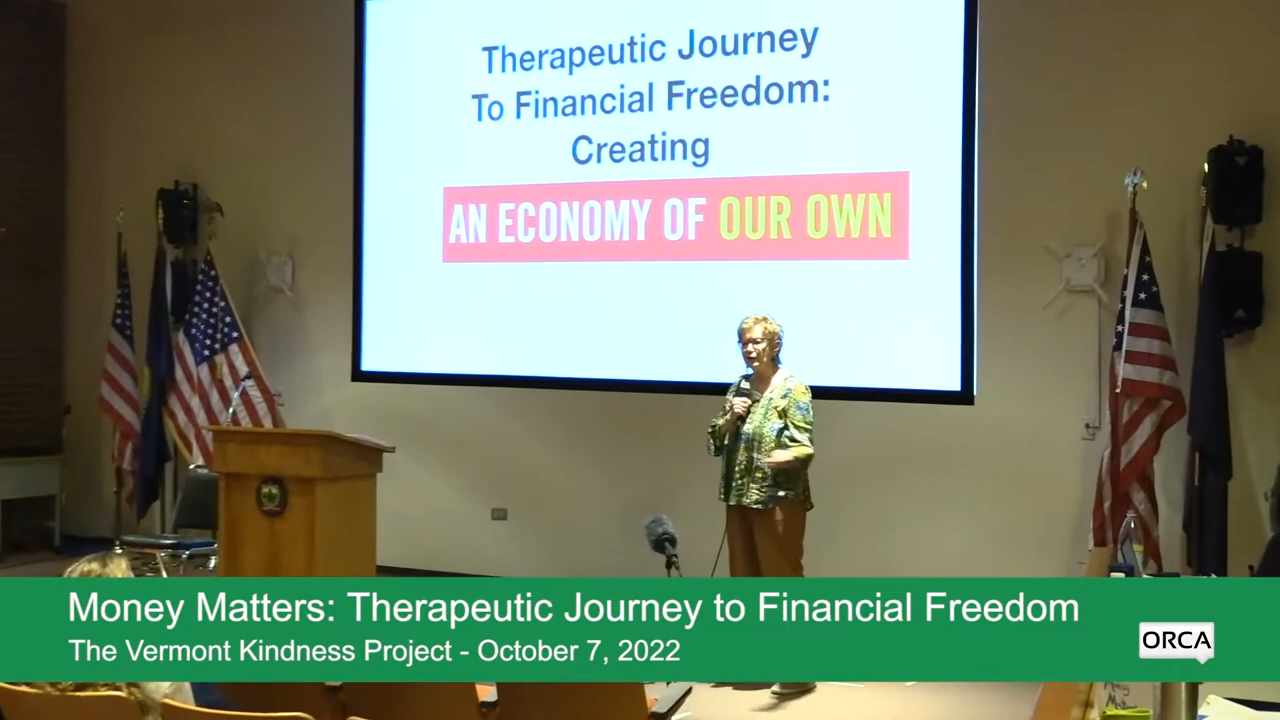 Therapeutic Journey
To Financial Freedom:
Creating
AN ECONOMY OF OUR OWN
Money Matters: Therapeutic Journey to Financial Freedom
The Vermont Kindness Project - October 7, 2022
ORCA